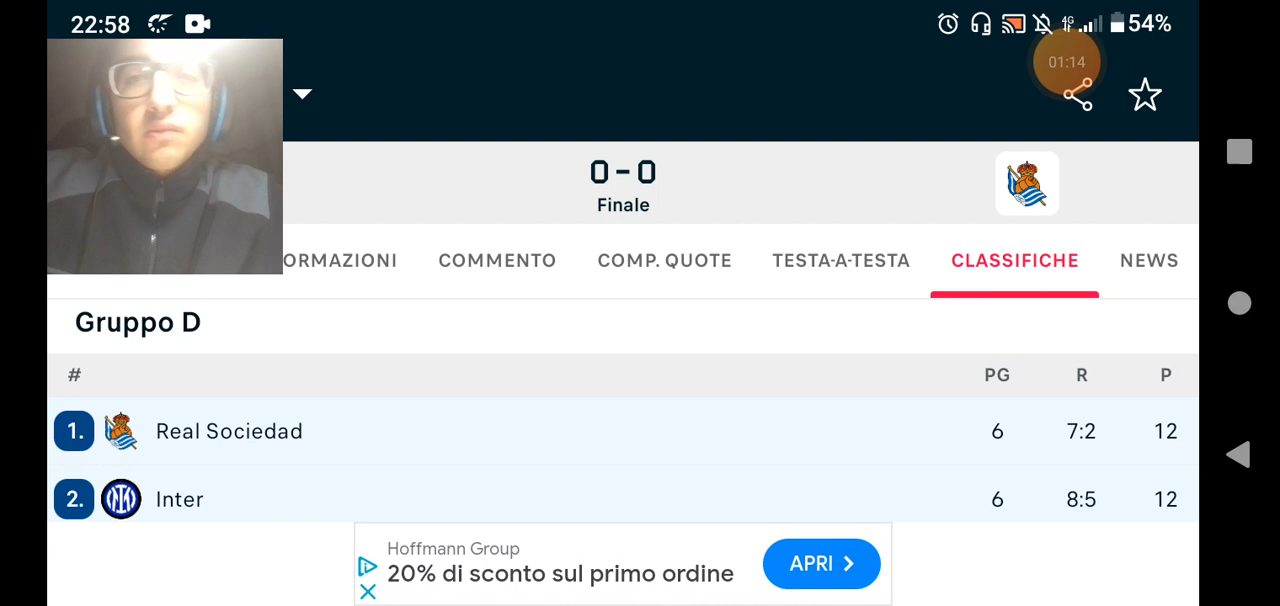 22:58
4G 54%
01:14
0 - 0
Finale
ORMAZIONI COMMENTO COMP. QUOTE TESTA-A-TESTA CLASSIFICHE NEWS
Gruppo D
# PG R P
1. Real Sociedad 6 7:2 12
2. Inter 6 8:5 12
Hoffmann Group
20% di sconto sul primo ordine
APRI